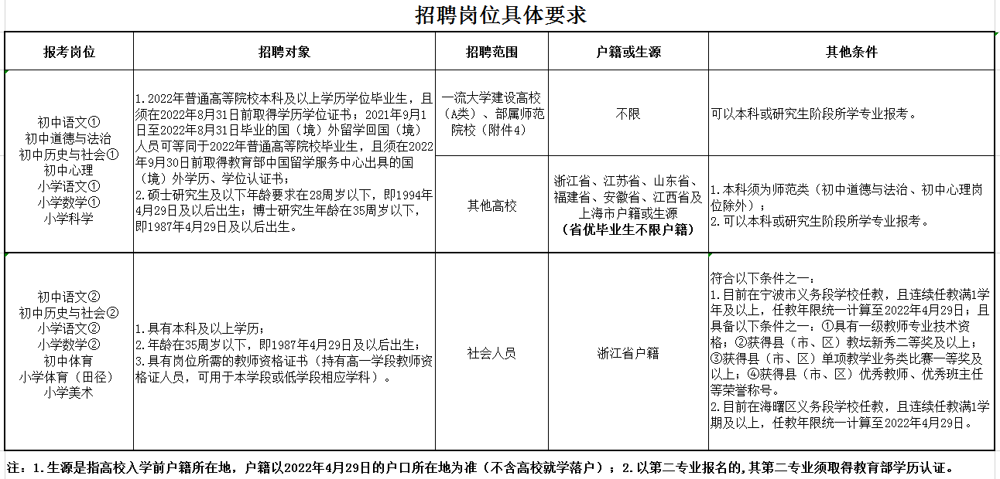 招聘岗位具体要求
报考岗位
招聘对象
招聘范围
户籍或生源
其他条件
初中语文①
初中道德与法治
初中历史与社会①
初中心理
小学语文①
小学数学①
小学科学
1.2022年普通高等院校本科及以上学历学位毕业生，且
须在2022年8月31日前取得学历学位证书；2021年9月1
日至2022年8月31日毕业的国（境）外留学回国（境）
人员可等同于2022年普通高等院校毕业生，且须在2022
年9月30日前取得教育部中国留学服务中心出具的国
（境）外学历、学位认证书；
2.硕士研究生及以下年龄要求在28周岁以下，即1994年
4月29日及以后出生；博士研究生年龄在35周岁以下，
即1987年4月29日及以后出生。
一流大学建设高校
（A类）、部属师范
院校（附件4）
不限
可以本科或研究生阶段所学专业报考。
其他高校
浙江省、江苏省、山东省、
福建省、安徽省、江西省及
上海市户籍或生源
（省优毕业生不限户籍）
1.本科须为师范类（初中道德与法治、初中心理岗
位除外）；
2.可以本科或研究生阶段所学专业报考。
初中语文②
初中历史与社会②
小学语文②
小学数学②
初中体育
小学体育（田径）
小学美术
1.具有本科及以上学历；
2.年龄在35周岁以下，即1987年4月29日及以后出生；
3.具有岗位所需的教师资格证书（持有高一学段教师资
格证人员，可用于本学段或低学段相应学科）。
社会人员
浙江省户籍
符合以下条件之一：
1.目前在宁波市义务段学校任教，且连续任教满1学
年及以上，任教年限统一计算至2022年4月29日；且
具备以下条件之一：①具有一级教师专业技术资
格；②获得县（市、区）教坛新秀二等奖及以上；
③获得县（市、区）单项教学业务类比赛一等奖及
以上；④获得县（市、区）优秀教师、优秀班主任
等荣誉称号。
2.目前在海曙区义务段学校任教，且连续任教满1学
期及以上，任教年限统一计算至2022年4月29日。
注：1.生源是指高校入学前户籍所在地，户籍以2022年4月29日的户口所在地为准（不含高校就学落户）；2.以第二专业报名的,其第二专业须取得教育部学历认证。